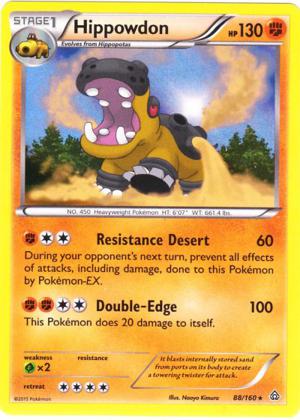 STAGE1
Hippowdon
HP 130
Evolves from Hippopotas
NO. 450 Heavyweight Pokémon HT. 6'07" WT. 661.4 lbs.
Resistance Desert 60
During your opponent's next turn, prevent all effects
of attacks, including damage, done to this Pokémon
by Pokémon-EX.
Double-Edge 100
This Pokémon does 20 damage to itself.
weakness resistance
×2
retreat
It blasts internally stored sand
from ports on its body to create
a towering twister for attack.
©2015 Pokémon
Illus. Naoyo Kimura
88/160 ★